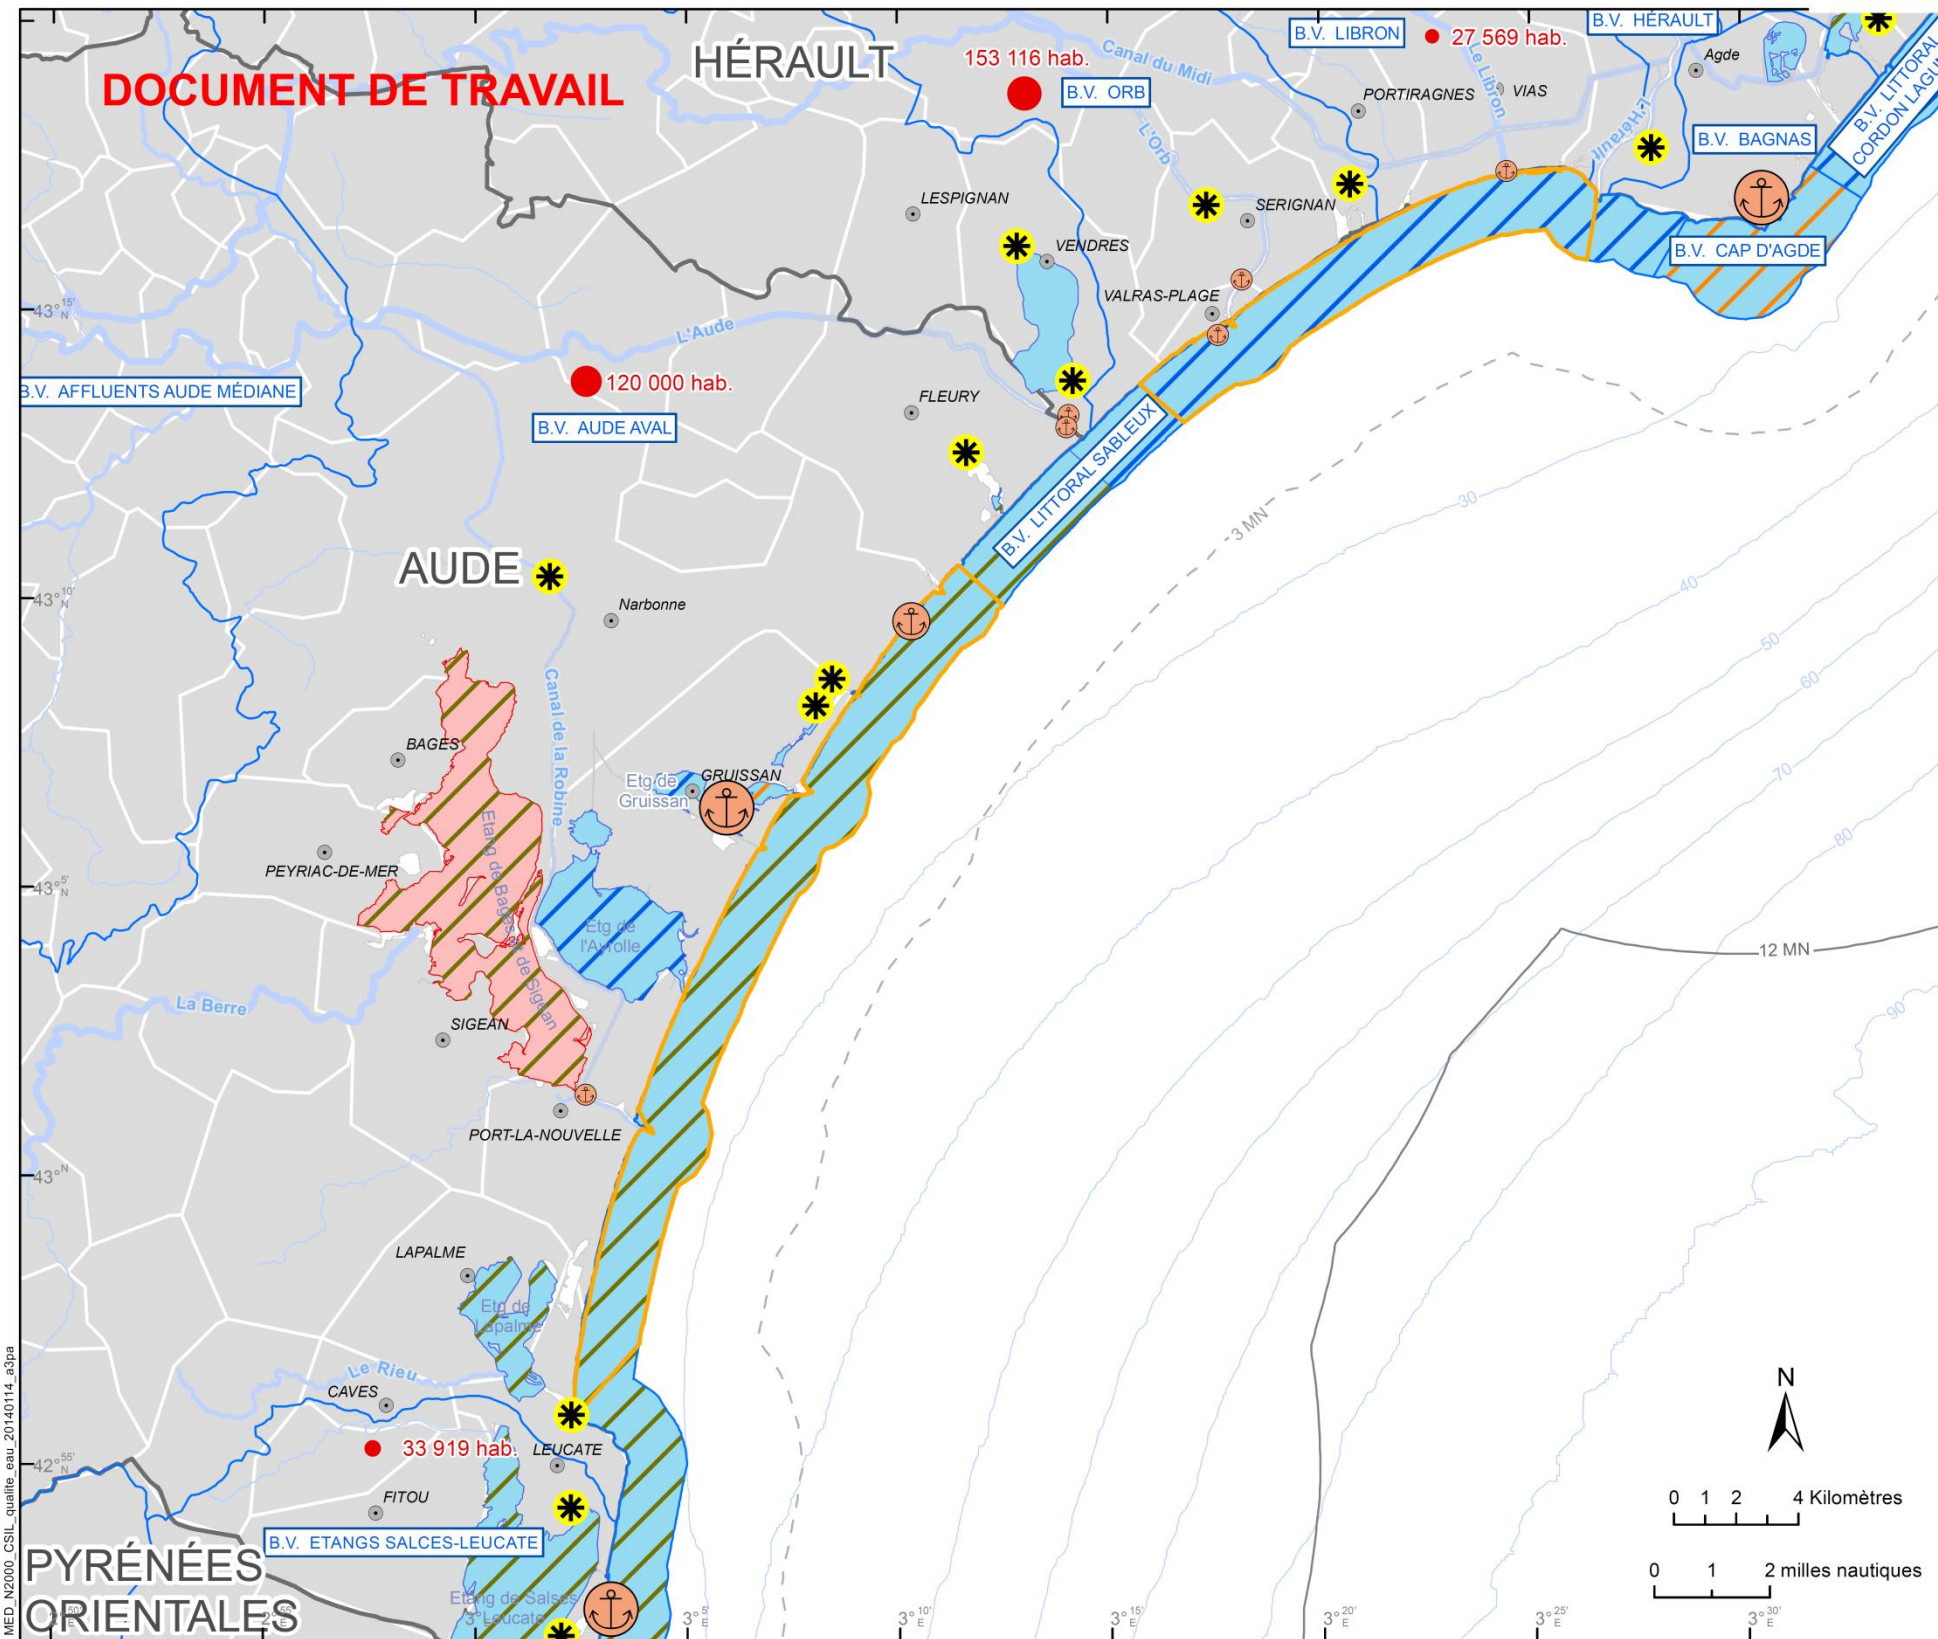 DOCUMENT DE TRAVAIL
HÉRAULT
153 116 hab.
B.V. ORB
Canal du Midi
B.V. LIBRON
27 569 hab.
B.V. HÉRAULT
Agde
Le Libron
PORTIRAGNES
VIAS
L'Hérault
L'Orb
B.V. BAGNAS
B.V. LITTORAL
CORDON LAGU
LESPIGNAN
SERIGNAN
VENDRES
B.V. CAP D'AGDE
VALRAS-PLAGE
43° 15' N
L'Aude
B.V. AFFLUENTS AUDE MÉDIANE
120 000 hab.
B.V. AUDE AVAL
FLEURY
B.V. LITTORAL SABLEUX
30
3 MN
AUDE
43° 10' N
Narbonne
40
50
60
70
80
90
Canal de la Robine
BAGES
Etg de
Gruissan
GRUISSAN
PEYRIAC-DE-MER
Etang de Bages et de Sigean
43° 5' N
Etg de
l'Ayrolle
12 MN
La Berre
SIGEAN
PORT-LA-NOUVELLE
43° N
LAPALME
Etg de
Lapalme
Le Rieu
CAVES
33 919 hab.
LEUCATE
42° 55' N
FITOU
B.V. ETANGS SALCES-LEUCATE
PYRÉNÉES
ORIENTALES
Etang de Salses
Leucate
N
0 1 2 4 Kilomètres
0 1 2 milles nautiques
2° 50' E
2° 55' E
3° E
3° 5' E
3° 10' E
3° 15' E
3° 20' E
3° 25' E
3° 30' E
MED_N2000_CSIL_qualite_eau_20140114_a3pa